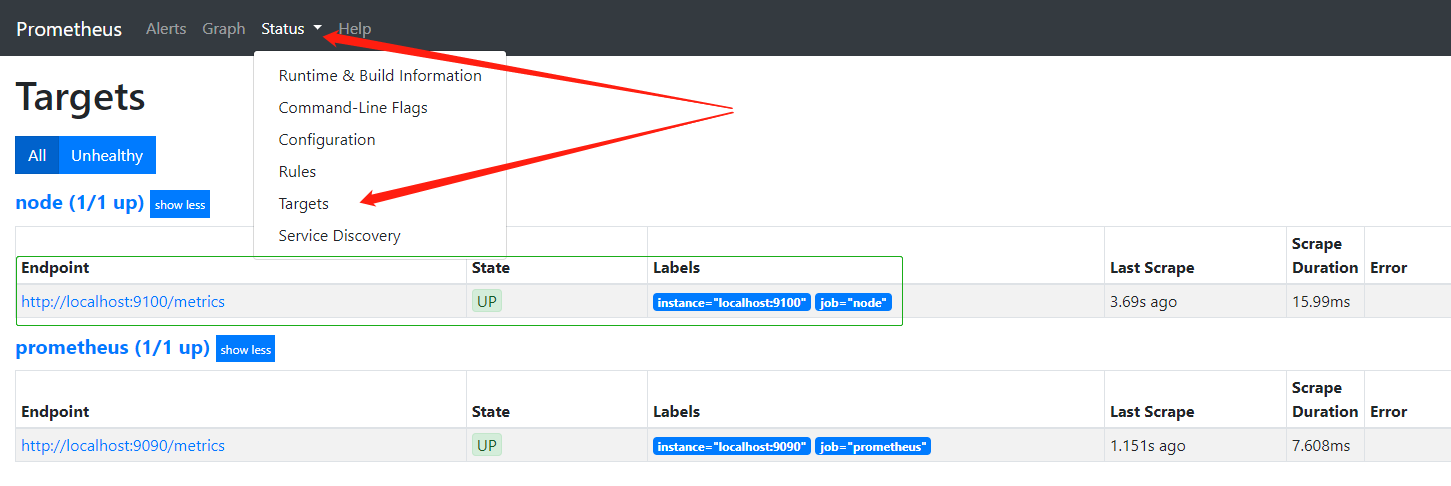 Prometheus Alerts Graph Status Help
Runtime & Build Information
Command-Line Flags
Configuration
Rules
Targets
Service Discovery
Targets
All Unhealthy
node (1/1 up) show less
Endpoint State Labels Last Scrape Scrape Duration Error
http://localhost:9100/metrics UP instance="localhost:9100" job="node" 3.69s ago 15.99ms
prometheus (1/1 up) show less
Endpoint State Labels Last Scrape Scrape Duration Error
http://localhost:9090/metrics UP instance="localhost:9090" job="prometheus" 1.151s ago 7.608ms